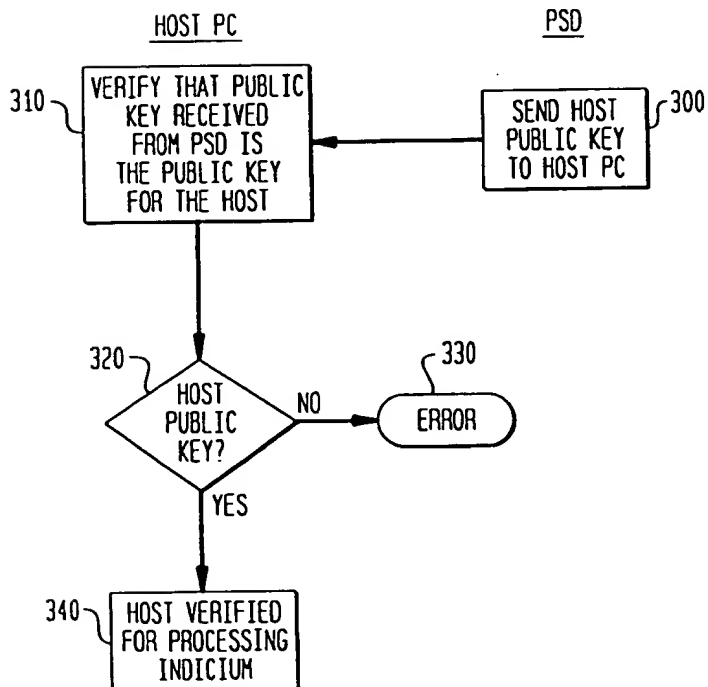 HOST PC
PSD
310
VERIFY THAT PUBLIC
KEY RECEIVED
FROM PSD IS
THE PUBLIC KEY
FOR THE HOST
300
SEND HOST
PUBLIC KEY
TO HOST PC
320
HOST
PUBLIC
KEY?
NO
330
ERROR
YES
340
HOST VERIFIED
FOR PROCESSING
INDICIUM